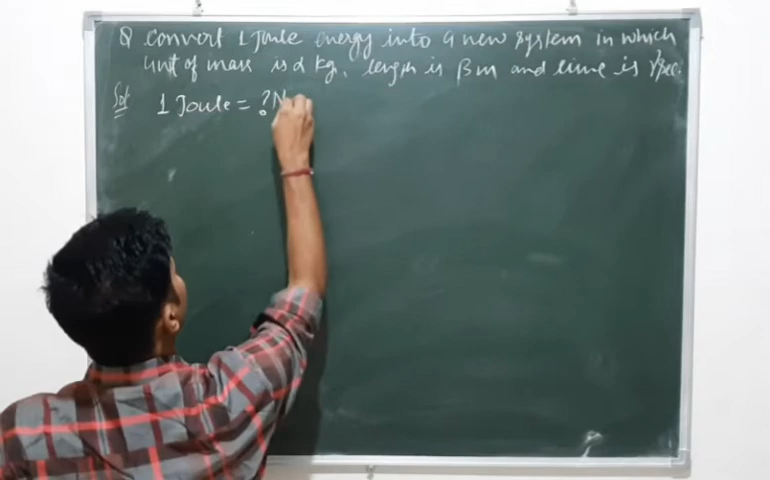 Q Convert 1 Joule energy into a new system in which
unit of mass is α kg, length is β m and time is γ sec.
Sol 1 Joule = ? N